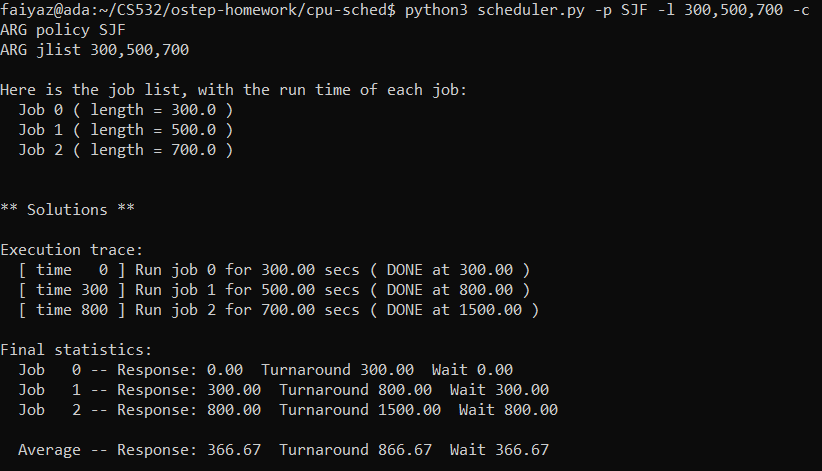 faiyaz@ada:~/CS532/ostep-homework/cpu-sched$ python3 scheduler.py -p SJF -l 300,500,700 -c
ARG policy SJF
ARG jlist 300,500,700

Here is the job list, with the run time of each job:
  Job 0 ( length = 300.0 )
  Job 1 ( length = 500.0 )
  Job 2 ( length = 700.0 )


** Solutions **

Execution trace:
  [ time   0 ] Run job 0 for 300.00 secs ( DONE at 300.00 )
  [ time 300 ] Run job 1 for 500.00 secs ( DONE at 800.00 )
  [ time 800 ] Run job 2 for 700.00 secs ( DONE at 1500.00 )

Final statistics:
  Job   0 -- Response: 0.00  Turnaround 300.00  Wait 0.00
  Job   1 -- Response: 300.00  Turnaround 800.00  Wait 300.00
  Job   2 -- Response: 800.00  Turnaround 1500.00  Wait 800.00

  Average -- Response: 366.67  Turnaround 866.67  Wait 366.67